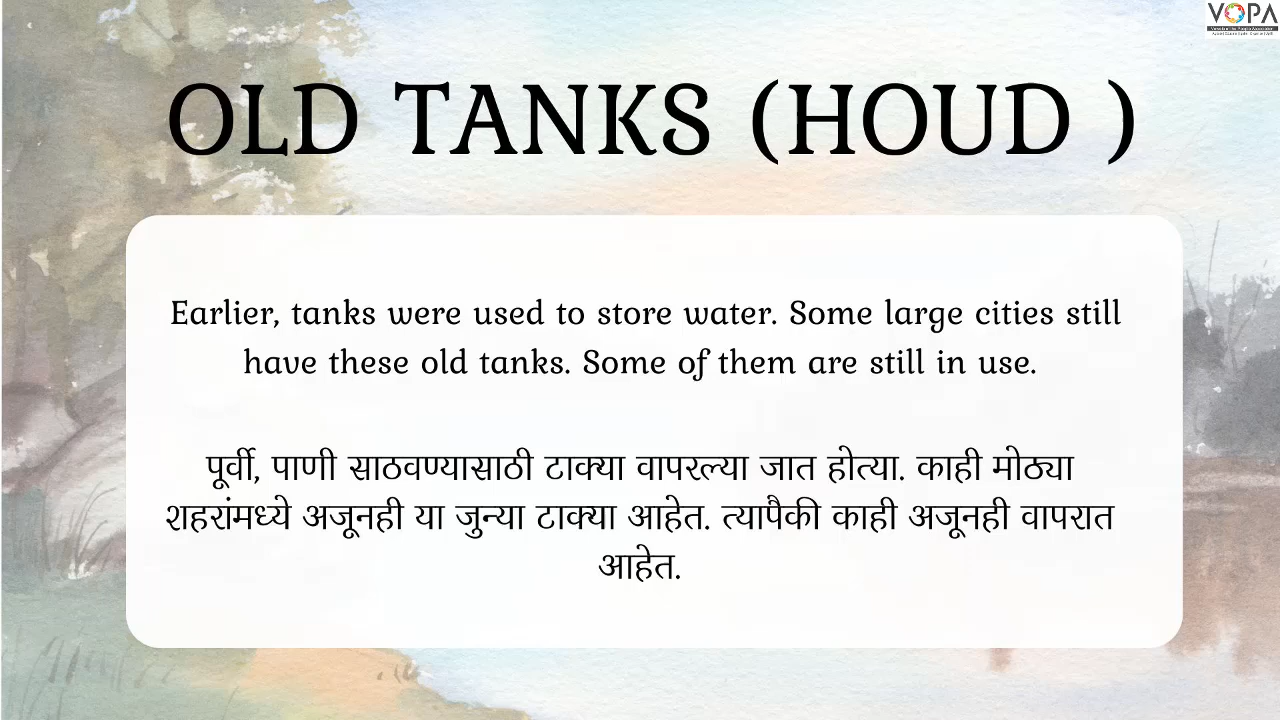 VOPA
OLD TANKS (HOUD )
Earlier, tanks were used to store water. Some large cities still
have these old tanks. Some of them are still in use.
पूर्वी, पाणी साठवण्यासाठी टाक्या वापरल्या जात होत्या. काही मोठ्या
शहरांमध्ये अजूनही या जुन्या टाक्या आहेत. त्यापैकी काही अजूनही वापरात
आहेत.